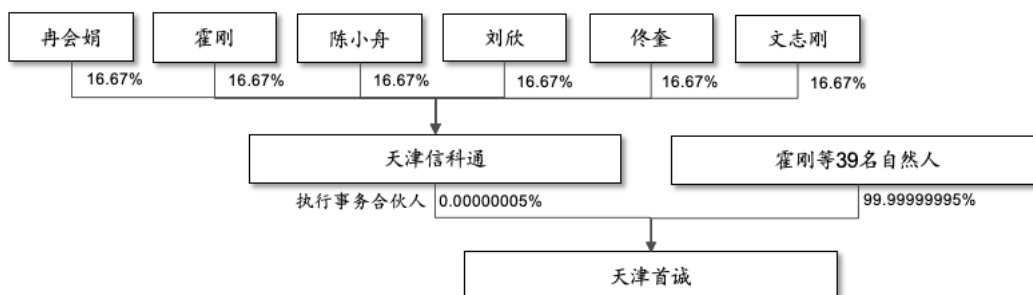 冉会娟 霍刚 陈小舟 刘欣 佟奎 文志刚
16.67% 16.67% 16.67% 16.67% 16.67% 16.67%
天津信科通 霍刚等39名自然人
执行事务合伙人 0.00000005% 99.99999995%
天津首诚